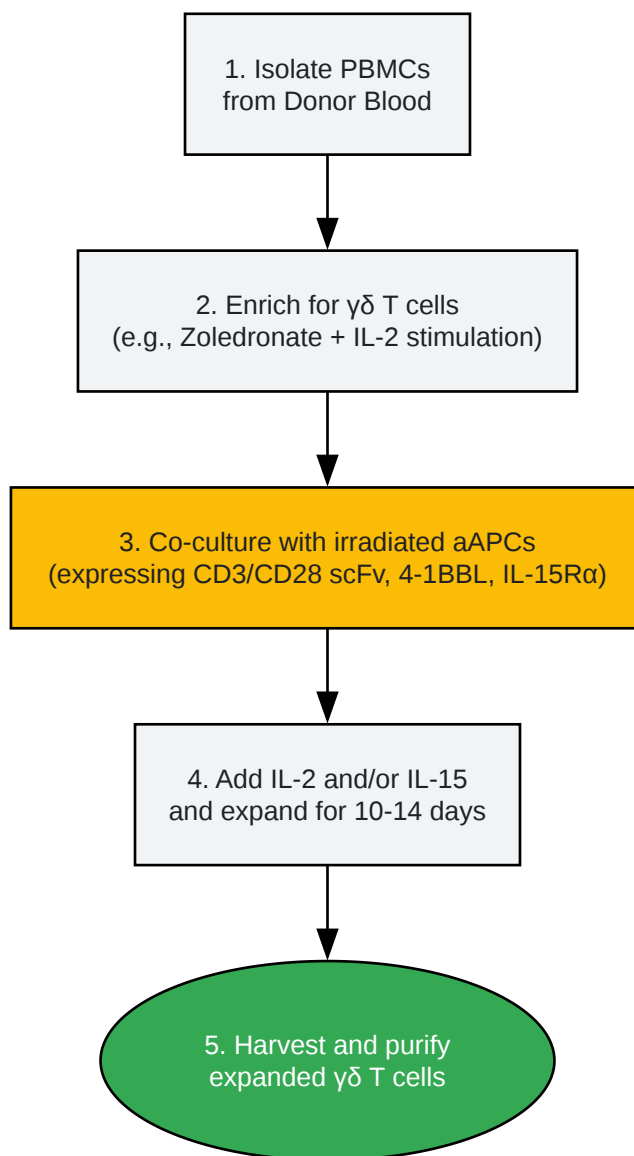 1. Isolate PBMCs
from Donor Blood
2. Enrich for γδ T cells
(e.g., Zoledronate + IL-2 stimulation)
3. Co-culture with irradiated aAPCs
(expressing CD3/CD28 scFv, 4-1BBL, IL-15Rα)
4. Add IL-2 and/or IL-15
and expand for 10-14 days
5. Harvest and purify
expanded γδ T cells